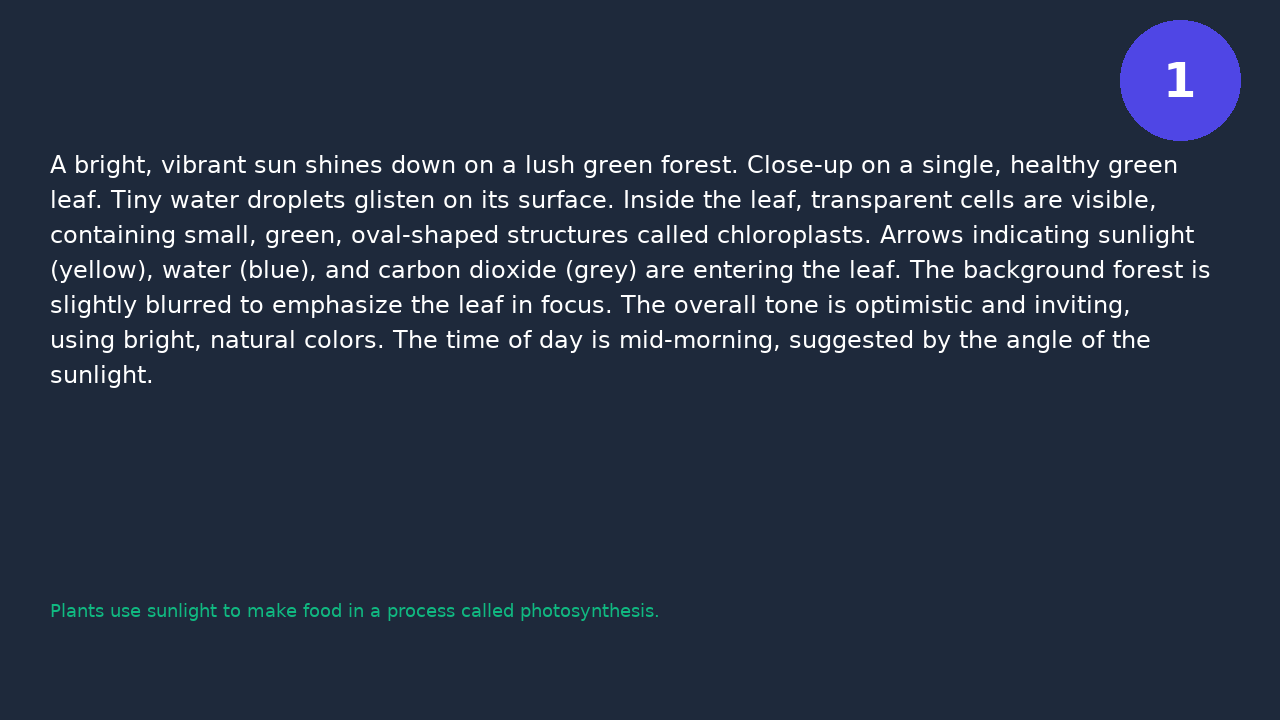 1
A bright, vibrant sun shines down on a lush green forest. Close-up on a single, healthy green
leaf. Tiny water droplets glisten on its surface. Inside the leaf, transparent cells are visible,
containing small, green, oval-shaped structures called chloroplasts. Arrows indicating sunlight
(yellow), water (blue), and carbon dioxide (grey) are entering the leaf. The background forest is
slightly blurred to emphasize the leaf in focus. The overall tone is optimistic and inviting,
using bright, natural colors. The time of day is mid-morning, suggested by the angle of the
sunlight.
Plants use sunlight to make food in a process called photosynthesis.